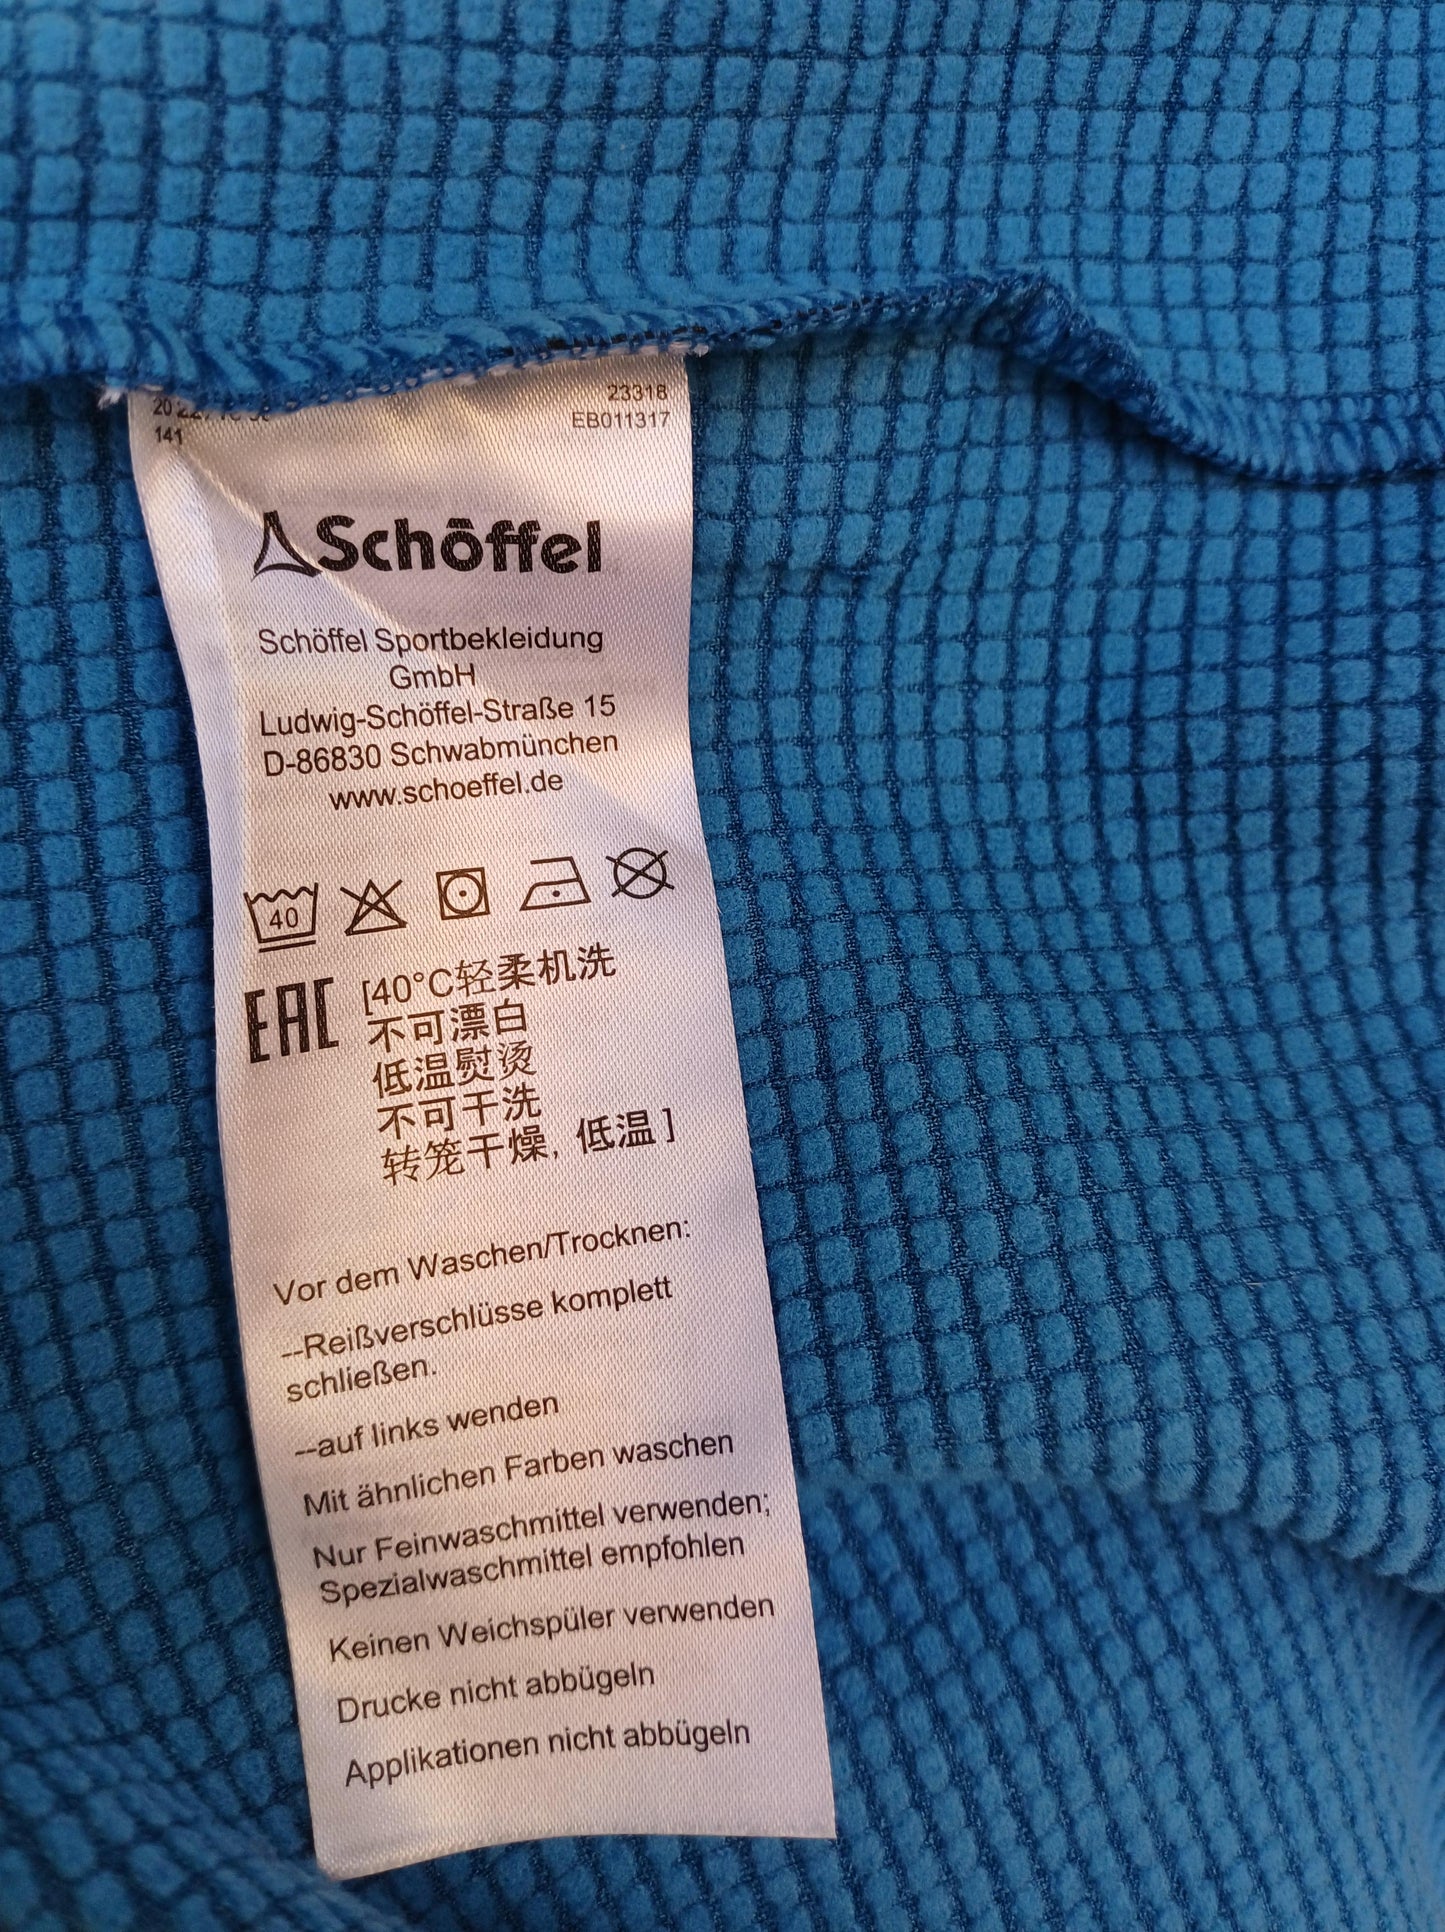 23318
EB011317
141
Schöffel
Schöffel Sportbekleidung
GmbH
Ludwig-Schöffel-Straße 15
D-86830 Schwabmünchen
www.schoeffel.de
40
EAC
[40°C轻柔机洗
不可漂白
低温熨烫
不可干洗
转笼干燥, 低温]
Vor dem Waschen/Trocknen:
--Reißverschlüsse komplett
schließen.
--auf links wenden
Mit ähnlichen Farben waschen
Nur Feinwaschmittel verwenden;
Spezialwaschmittel empfohlen
Keinen Weichspüler verwenden
Drucke nicht abbügeln
Applikationen nicht abbügeln